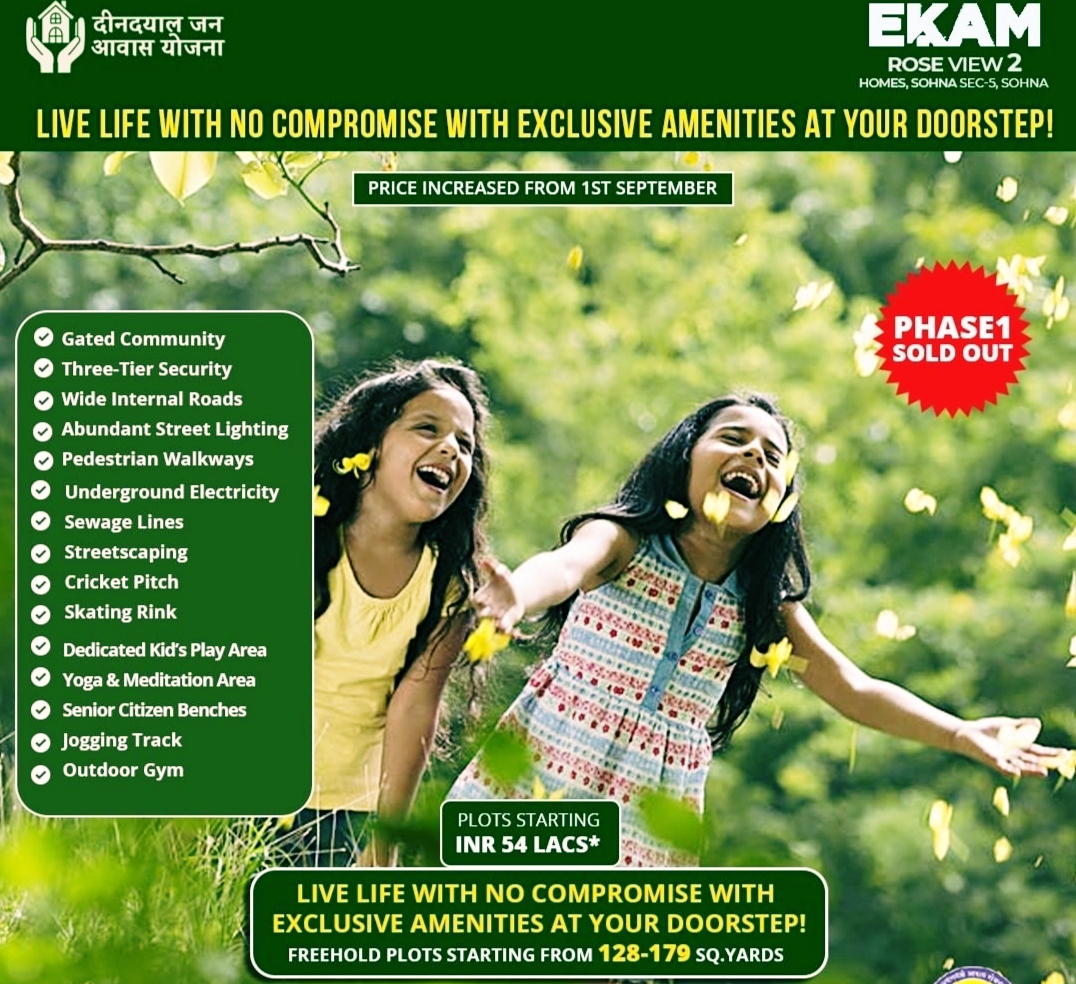 दीनदयाल जन
आवास योजना
EKAM
ROSE VIEW 2
HOMES, SOHNA SEC-5, SOHNA
LIVE LIFE WITH NO COMPROMISE WITH EXCLUSIVE AMENITIES AT YOUR DOORSTEP!
PRICE INCREASED FROM 1ST SEPTEMBER
PHASE1
SOLD OUT
Gated Community
Three-Tier Security
Wide Internal Roads
Abundant Street Lighting
Pedestrian Walkways
Underground Electricity
Sewage Lines
Streetscaping
Cricket Pitch
Skating Rink
Dedicated Kid's Play Area
Yoga & Meditation Area
Senior Citizen Benches
Jogging Track
Outdoor Gym
PLOTS STARTING
INR 54 LACS*
LIVE LIFE WITH NO COMPROMISE WITH
EXCLUSIVE AMENITIES AT YOUR DOORSTEP!
FREEHOLD PLOTS STARTING FROM 128-179 SQ.YARDS